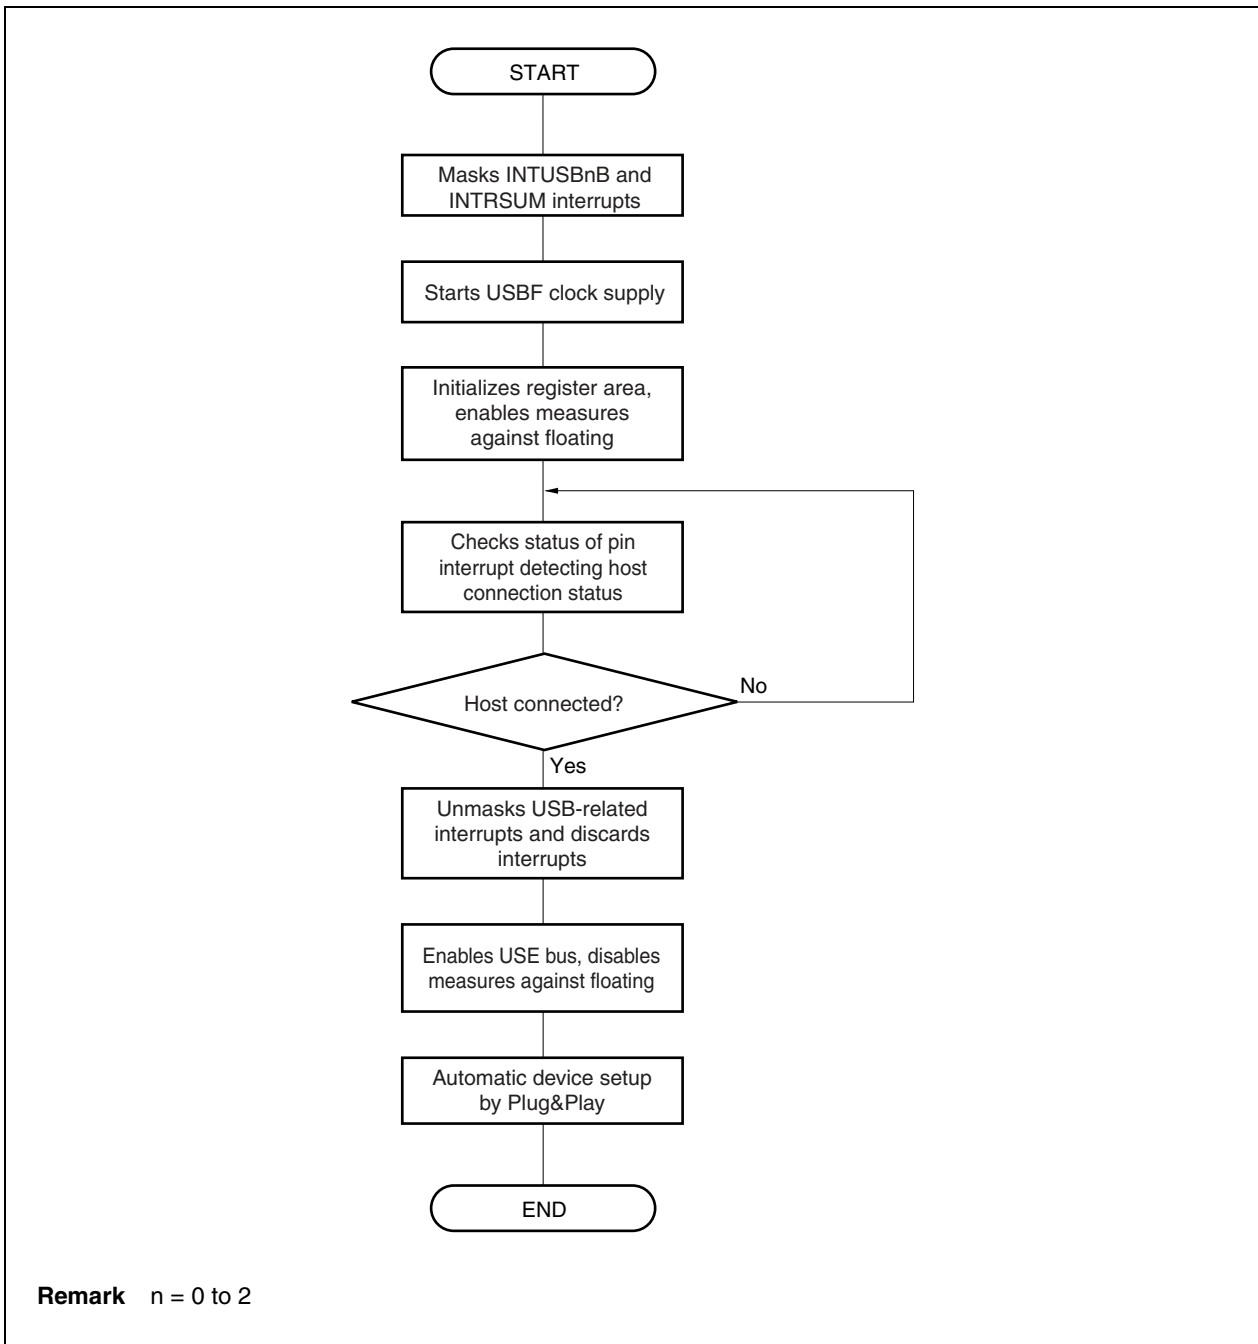 START
Masks INTUSBnB and
INTRSUM interrupts
Starts USBF clock supply
Initializes register area,
enables measures
against floating
Checks status of pin
interrupt detecting host
connection status
Host connected?
No
Yes
Unmasks USB-related
interrupts and discards
interrupts
Enables USE bus, disables
measures against floating
Automatic device setup
by Plug&Play
END
Remark n = 0 to 2